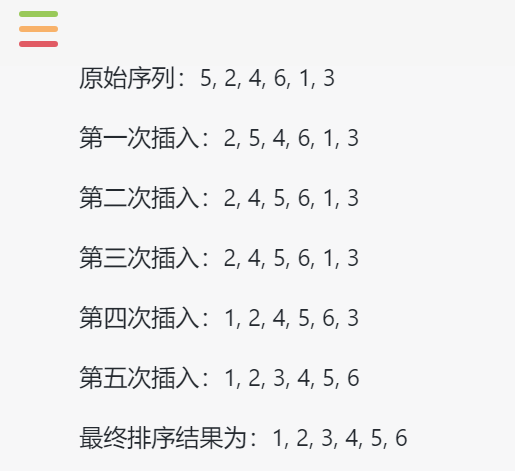 原始序列：5, 2, 4, 6, 1, 3
第一次插入：2, 5, 4, 6, 1, 3
第二次插入：2, 4, 5, 6, 1, 3
第三次插入：2, 4, 5, 6, 1, 3
第四次插入：1, 2, 4, 5, 6, 3
第五次插入：1, 2, 3, 4, 5, 6
最终排序结果为：1, 2, 3, 4, 5, 6